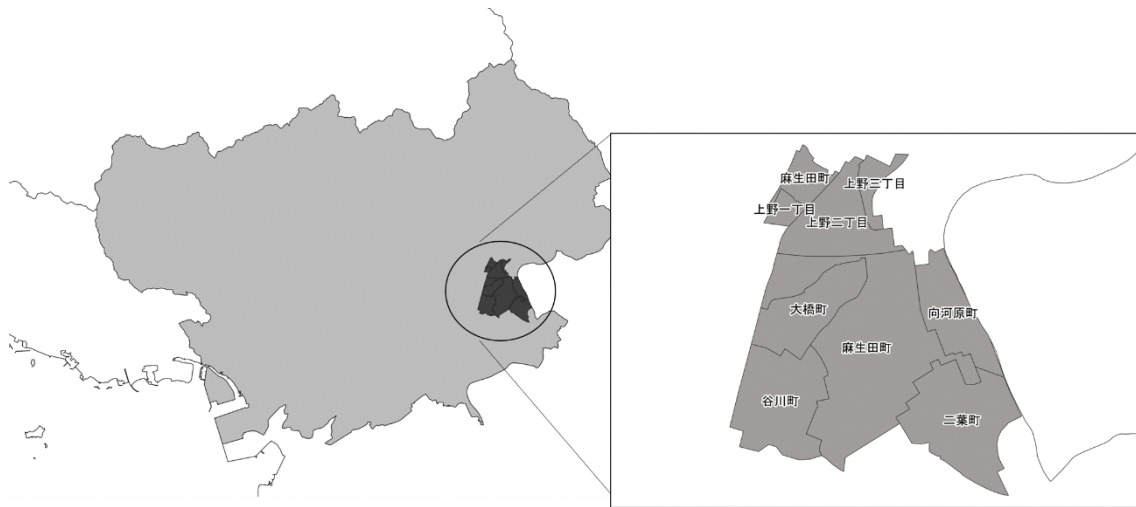 麻生田町
上野三丁目
上野一丁目
上野二丁目
大橋町
向河原町
麻生田町
谷川町
二葉町